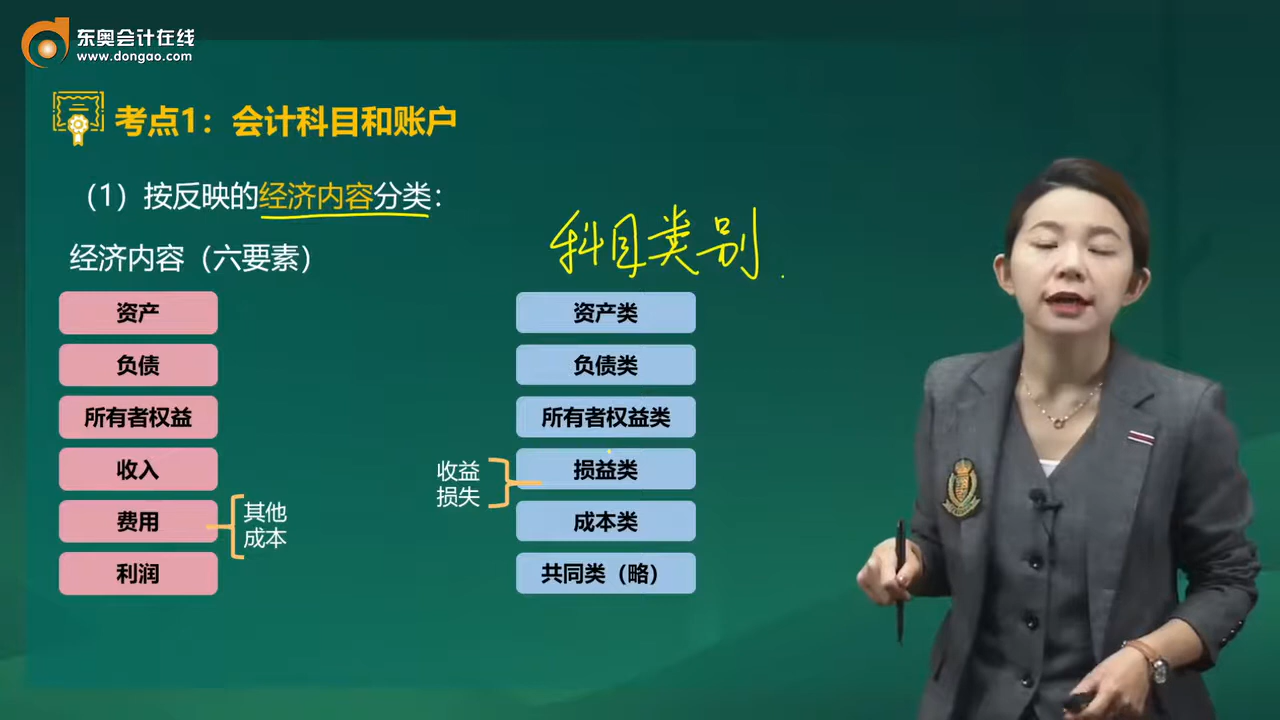 东奥会计在线
www.dongao.com
考点1：会计科目和账户
（1）按反映的经济内容分类：
科目类别
经济内容（六要素）
资产
负债
所有者权益
收入
费用
利润
其他
成本
收益
损失
资产类
负债类
所有者权益类
损益类
成本类
共同类（略）